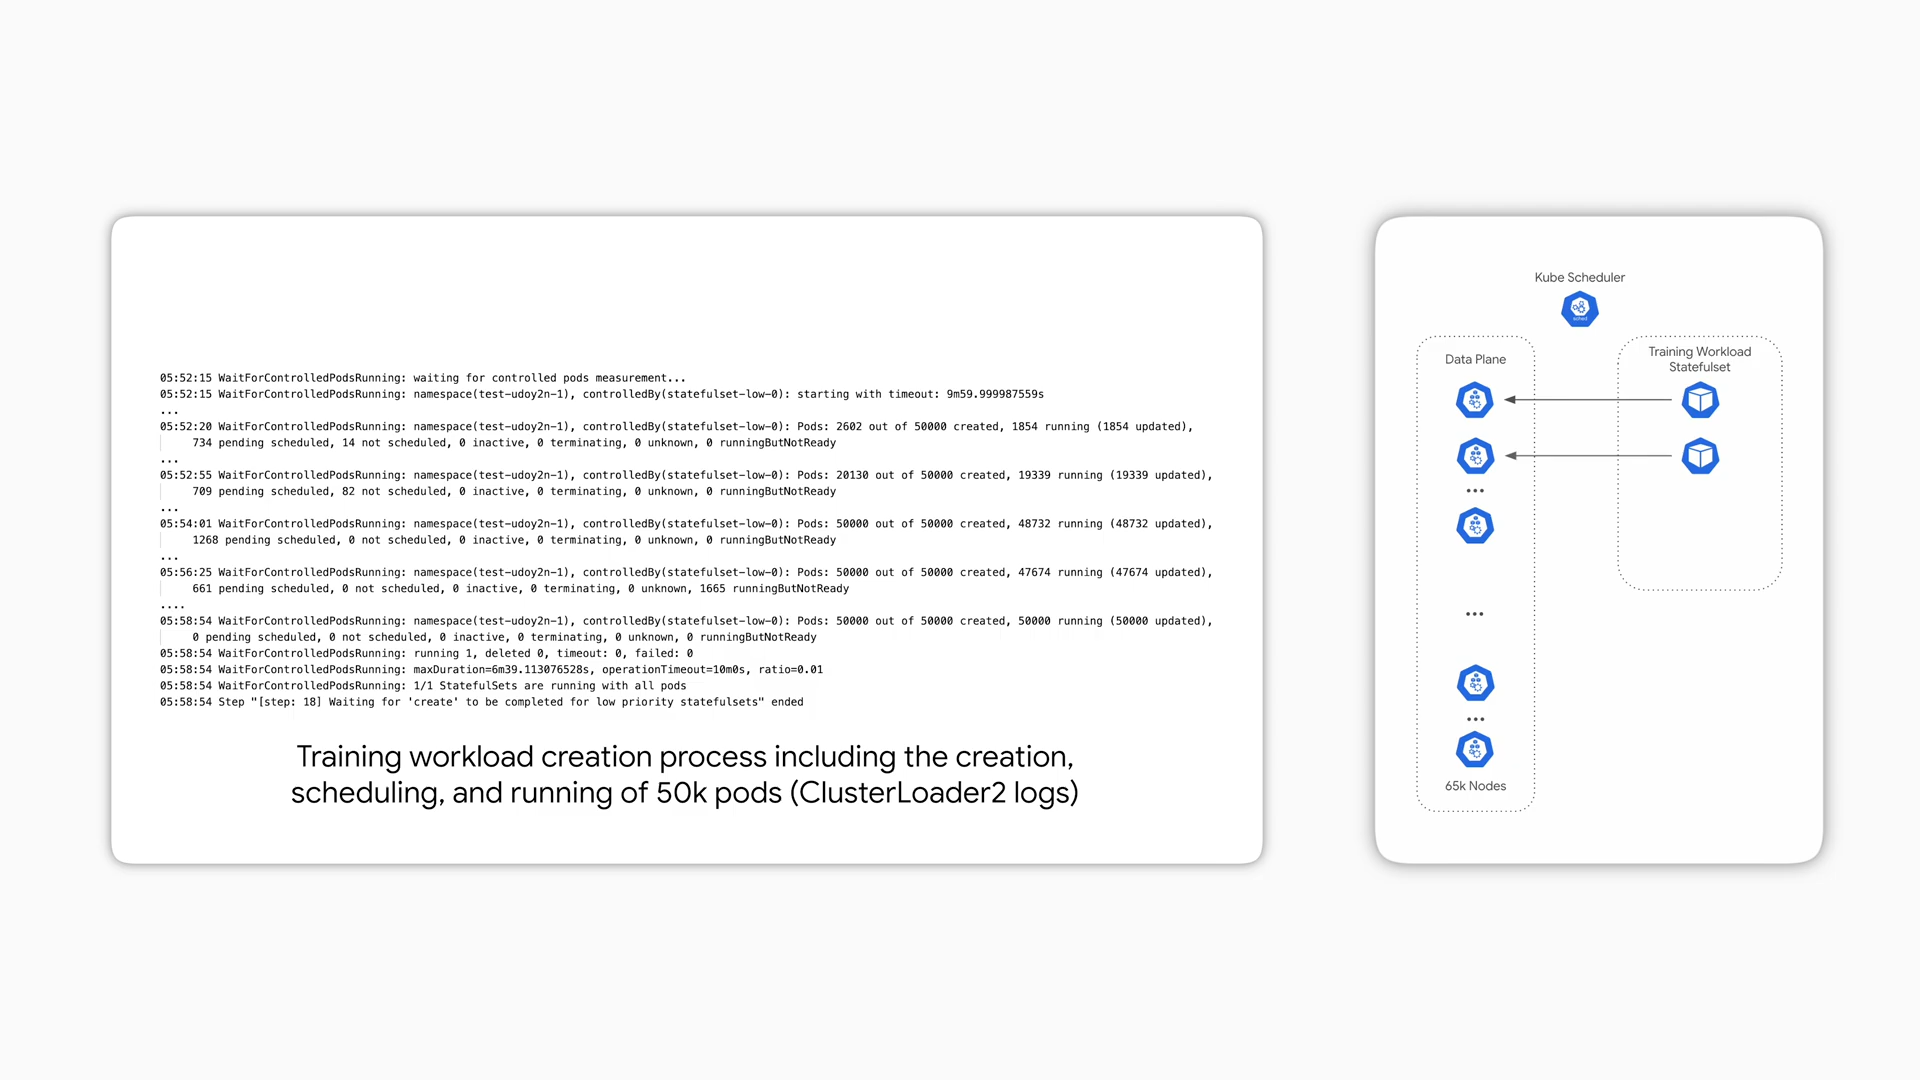 05:52:15 WaitForControlledPodsRunning: waiting for controlled pods measurement...
05:52:15 WaitForControlledPodsRunning: namespace(test-udoy2n-1), controlledBy(statefulset-low-0): starting with timeout: 9m59.999987559s
...
05:52:20 WaitForControlledPodsRunning: namespace(test-udoy2n-1), controlledBy(statefulset-low-0): Pods: 2602 out of 50000 created, 1854 running (1854 updated),
734 pending scheduled, 14 not scheduled, 0 inactive, 0 terminating, 0 unknown, 0 runningButNotReady
...
05:52:55 WaitForControlledPodsRunning: namespace(test-udoy2n-1), controlledBy(statefulset-low-0): Pods: 20130 out of 50000 created, 19339 running (19339 updated),
709 pending scheduled, 82 not scheduled, 0 inactive, 0 terminating, 0 unknown, 0 runningButNotReady
...
05:54:01 WaitForControlledPodsRunning: namespace(test-udoy2n-1), controlledBy(statefulset-low-0): Pods: 50000 out of 50000 created, 48732 running (48732 updated),
1268 pending scheduled, 0 not scheduled, 0 inactive, 0 terminating, 0 unknown, 0 runningButNotReady
...
05:56:25 WaitForControlledPodsRunning: namespace(test-udoy2n-1), controlledBy(statefulset-low-0): Pods: 50000 out of 50000 created, 47674 running (47674 updated),
661 pending scheduled, 0 not scheduled, 0 inactive, 0 terminating, 0 unknown, 1665 runningButNotReady
....
05:58:54 WaitForControlledPodsRunning: namespace(test-udoy2n-1), controlledBy(statefulset-low-0): Pods: 50000 out of 50000 created, 50000 running (50000 updated),
0 pending scheduled, 0 not scheduled, 0 inactive, 0 terminating, 0 unknown, 0 runningButNotReady
05:58:54 WaitForControlledPodsRunning: running 1, deleted 0, timeout: 0, failed: 0
05:58:54 WaitForControlledPodsRunning: maxDuration=6m39.113076528s, operationTimeout=10m0s, ratio=0.01
05:58:54 WaitForControlledPodsRunning: 1/1 StatefulSets are running with all pods
05:58:54 Step "[step: 18] Waiting for 'create' to be completed for low priority statefulsets" ended
Training workload creation process including the creation,
scheduling, and running of 50k pods (ClusterLoader2 logs)
Kube Scheduler
sched
Data Plane
Training Workload
Statefulset
...
...
...
65k Nodes